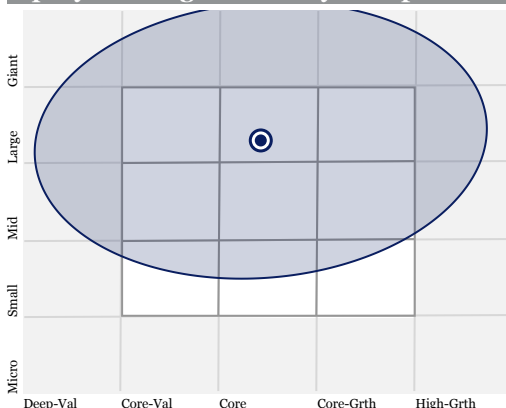 Giant
Large
Mid
Small
Micro
Deep-Val Core-Val Core Core-Grth High-Grth